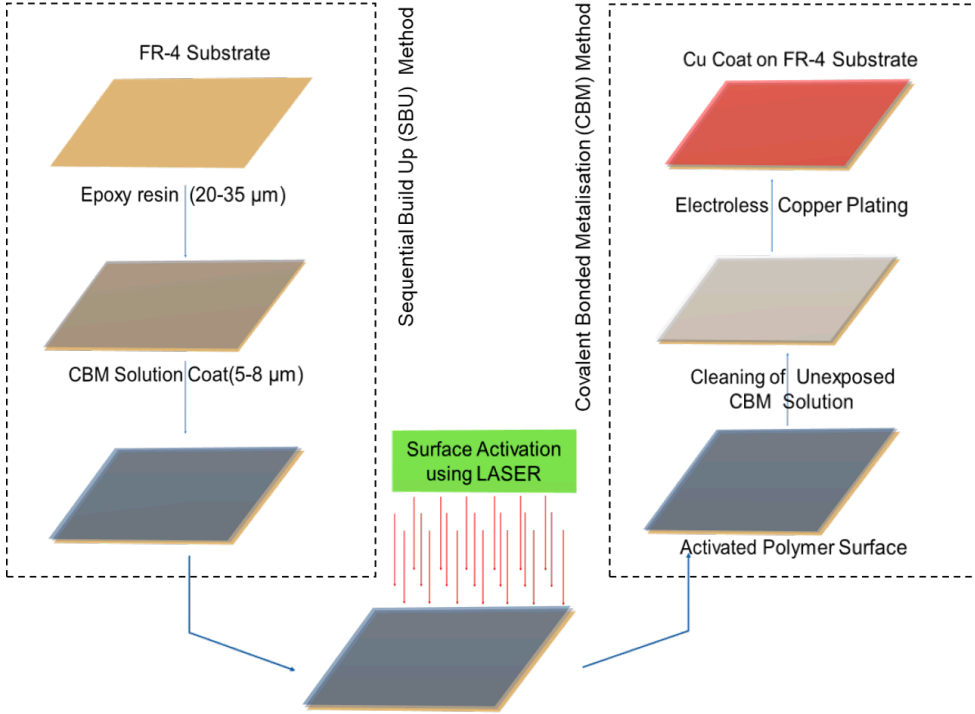 FR-4 Substrate
Epoxy resin (20-35 µm)
CBM Solution Coat(5-8 µm)
Sequential Build Up (SBU) Method
Surface Activation
using LASER
Covalent Bonded Metalisation (CBM) Method
Cu Coat on FR-4 Substrate
Electroless Copper Plating
Cleaning of Unexposed
CBM Solution
Activated Polymer Surface